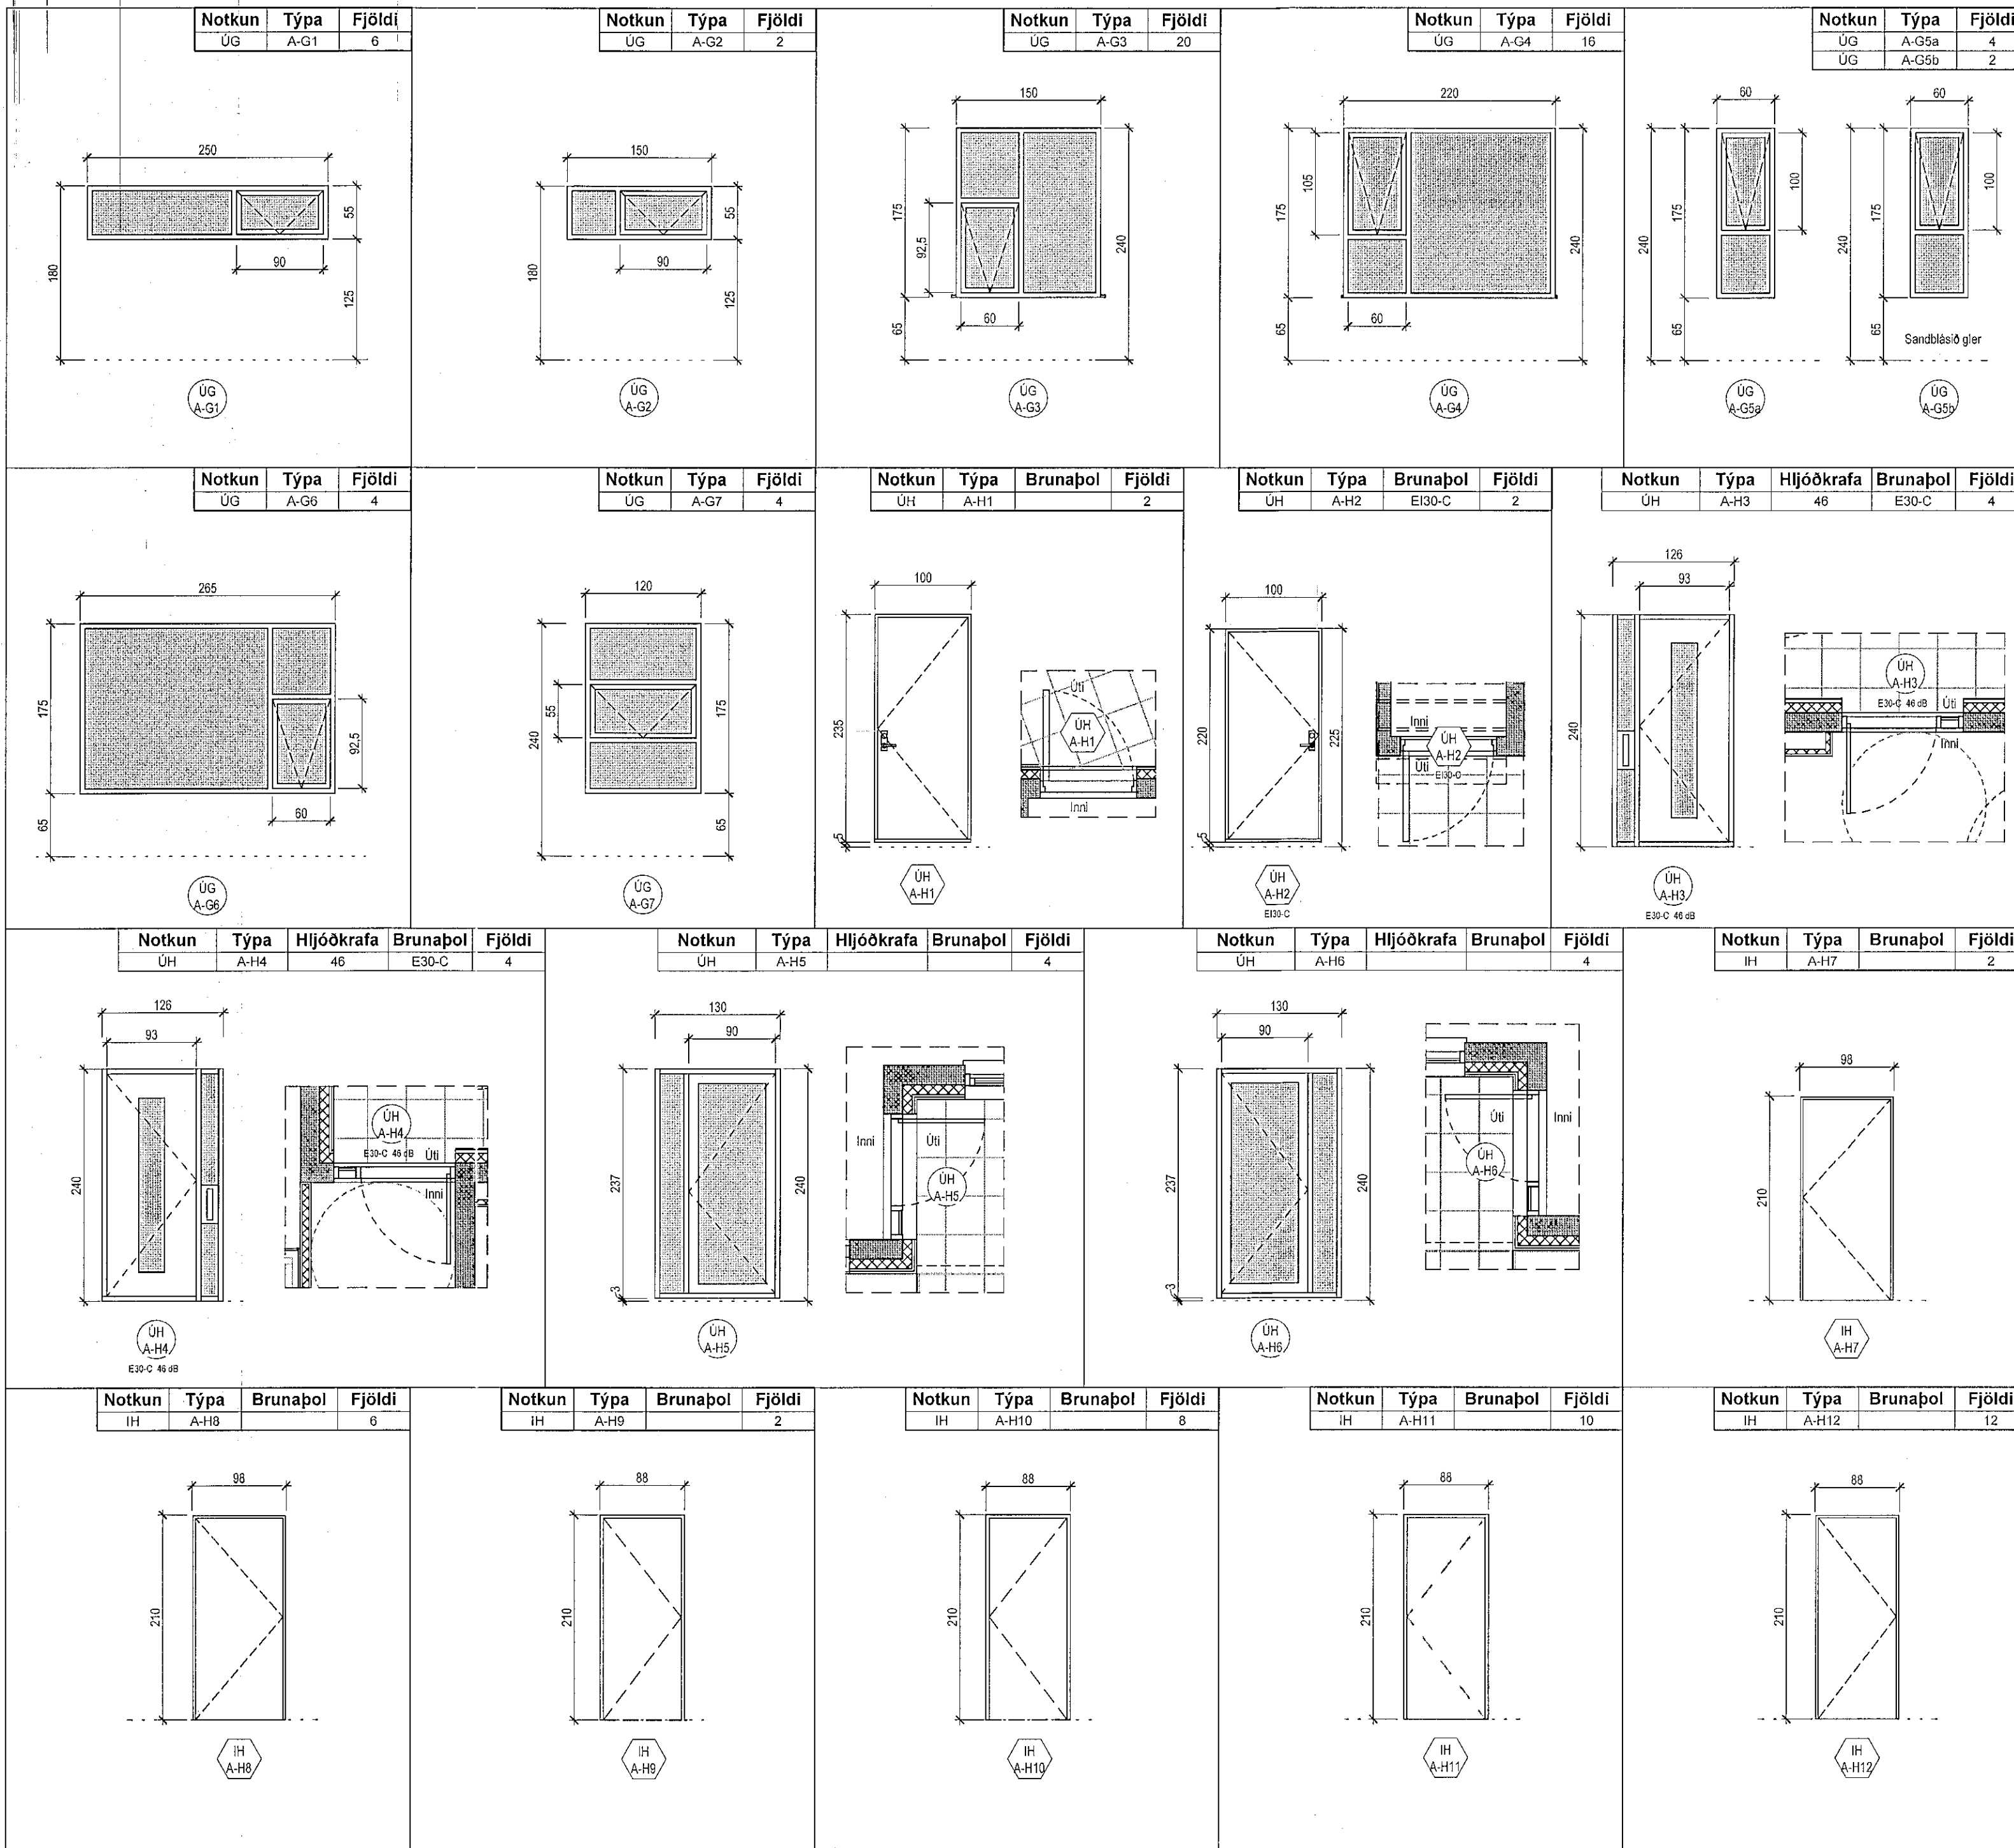 Notkun Týpa Fjöldi
ÚG A-G1 6
250
180
55
90
125
ÚG
A-G1
Notkun Týpa Fjöldi
ÚG A-G2 2
150
180
55
90
125
ÚG
A-G2
Notkun Týpa Fjöldi
ÚG A-G3 20
150
175
92,5
240
60
65
ÚG
A-G3
Notkun Týpa Fjöldi
ÚG A-G4 16
220
105
175
240
60
65
ÚG
A-G4
Notkun Týpa Fjöldi
ÚG A-G5a 4
ÚG A-G5b 2
60 60
100 100
175 175
240 240
65 65
Sandblásið gler
ÚG
A-G5a
ÚG
A-G5b
Notkun Týpa Fjöldi
ÚG A-G6 4
265
175
92,5
60
65
ÚG
A-G6
Notkun Týpa Fjöldi
ÚG A-G7 4
120
55
175
240
65
ÚG
A-G7
Notkun Týpa Brunaþol Fjöldi
ÚH A-H1 2
100
235
5
Úti
ÚH
A-H1
Inni
ÚH
A-H1
Notkun Týpa Brunaþol Fjöldi
ÚH A-H2 EI30-C 2
100
220
225
5
Inni
ÚH
A-H2
Úti
EI30-C
ÚH
A-H2
EI30-C
Notkun Týpa Hljóðkrafa Brunaþol Fjöldi
ÚH A-H3 46 E30-C 4
126
93
240
ÚH
A-H3
E30-C 46 dB Úti
Inni
ÚH
A-H3
E30-C 46 dB
Notkun Týpa Hljóðkrafa Brunaþol Fjöldi
ÚH A-H4 46 E30-C 4
126
93
240
ÚH
A-H4
E30-C 46 dB Úti
Inni
ÚH
A-H4
E30-C 46 dB
Notkun Týpa Hljóðkrafa Brunaþol Fjöldi
ÚH A-H5 4
130
90
237
240
3
Inni Úti
ÚH
A-H5
ÚH
A-H5
Notkun Týpa Hljóðkrafa Brunaþol Fjöldi
ÚH A-H6 4
130
90
237
240
3
Úti Inni
ÚH
A-H6
ÚH
A-H6
Notkun Týpa Brunaþol Fjöldi
IH A-H7 2
98
210
IH
A-H7
Notkun Týpa Brunaþol Fjöldi
IH A-H8 6
98
210
IH
A-H8
Notkun Týpa Brunaþol Fjöldi
IH A-H9 2
88
210
IH
A-H9
Notkun Týpa Brunaþol Fjöldi
IH A-H10 8
88
210
IH
A-H10
Notkun Týpa Brunaþol Fjöldi
IH A-H11 10
88
210
IH
A-H11
Notkun Týpa Brunaþol Fjöldi
IH A-H12 12
88
210
IH
A-H12